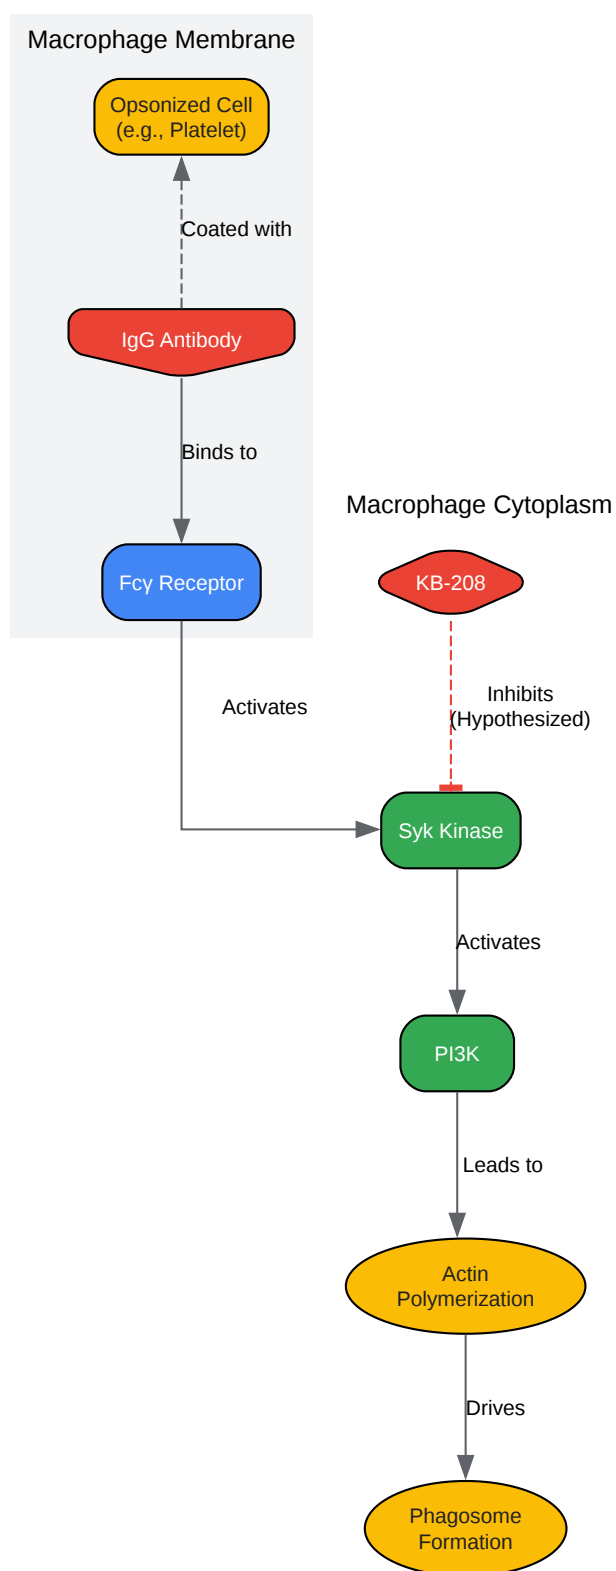 Macrophage Membrane
Opsonized Cell
(e.g., Platelet)
Coated with
IgG Antibody
Binds to
Fcγ Receptor
Macrophage Cytoplasm
KB-208
Activates
Inhibits
(Hypothesized)
Syk Kinase
Activates
PI3K
Leads to
Actin
Polymerization
Drives
Phagosome
Formation